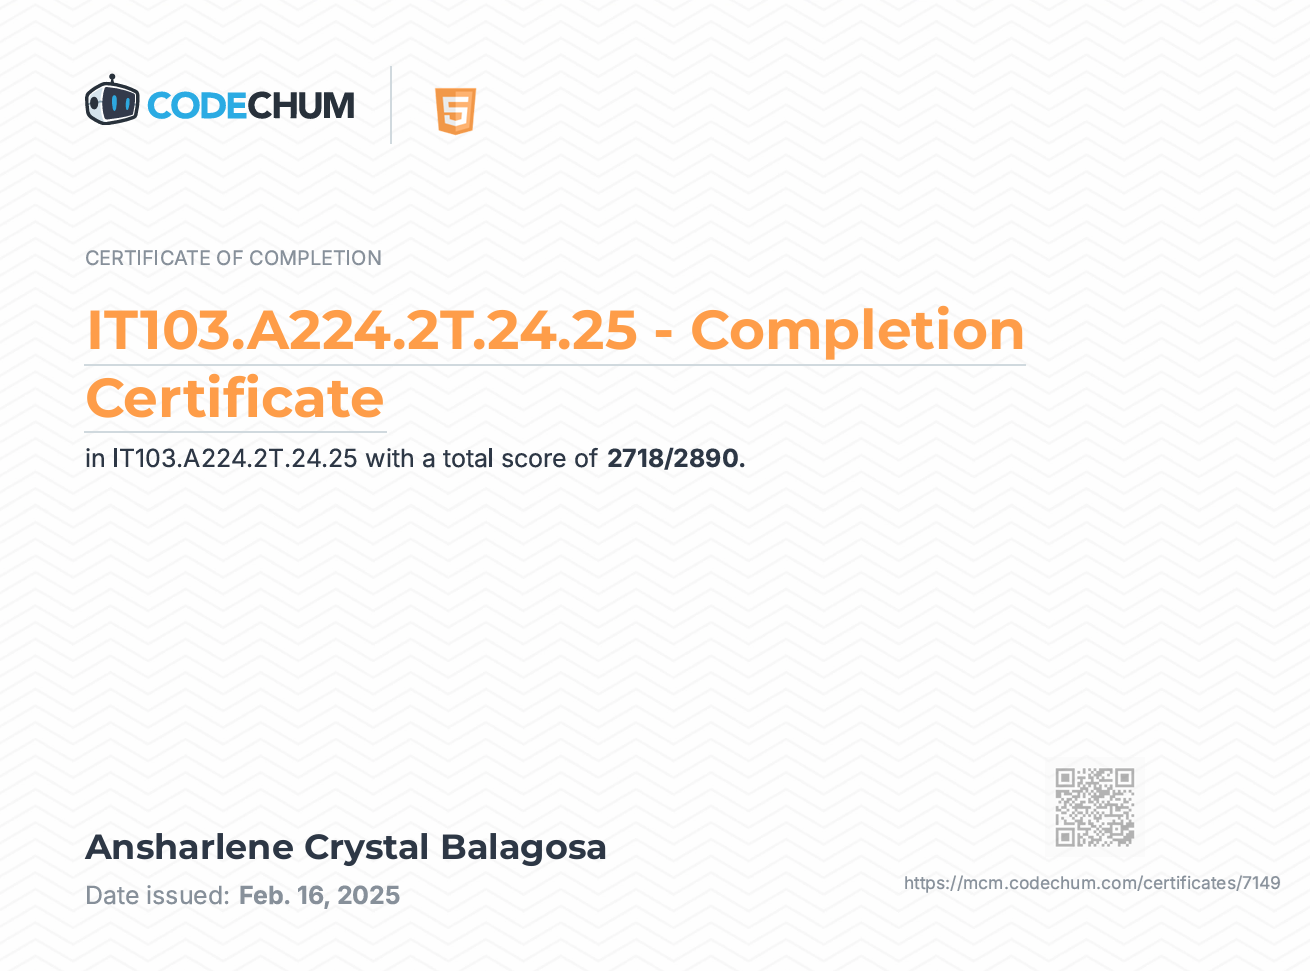 CODECHUM
5
CERTIFICATE OF COMPLETION
IT103.A224.2T.24.25 - Completion
Certificate
in IT103.A224.2T.24.25 with a total score of 2718/2890.
Ansharlene Crystal Balagosa
Date issued: Feb. 16, 2025
https://mcm.codechum.com/certificates/7149